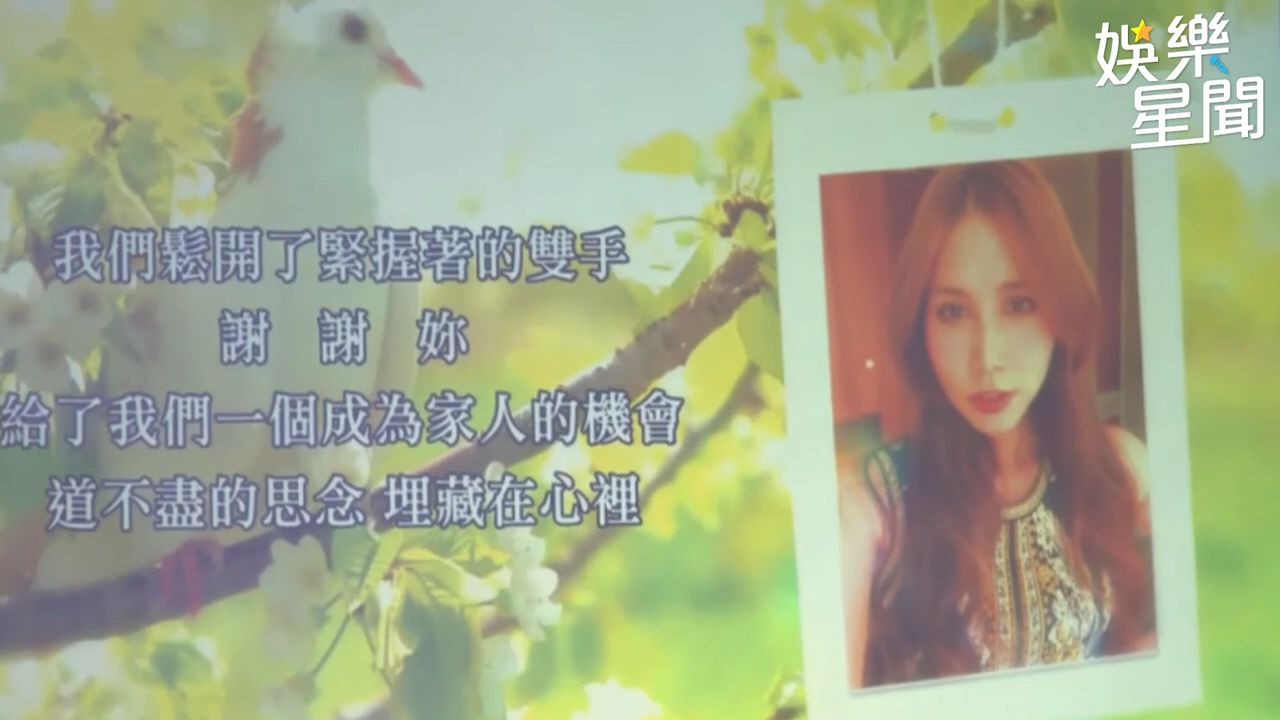 娛樂
星聞
我們鬆開了緊握著的雙手
謝 謝 妳
給了我們一個成為家人的機會
道不盡的思念 埋藏在心裡